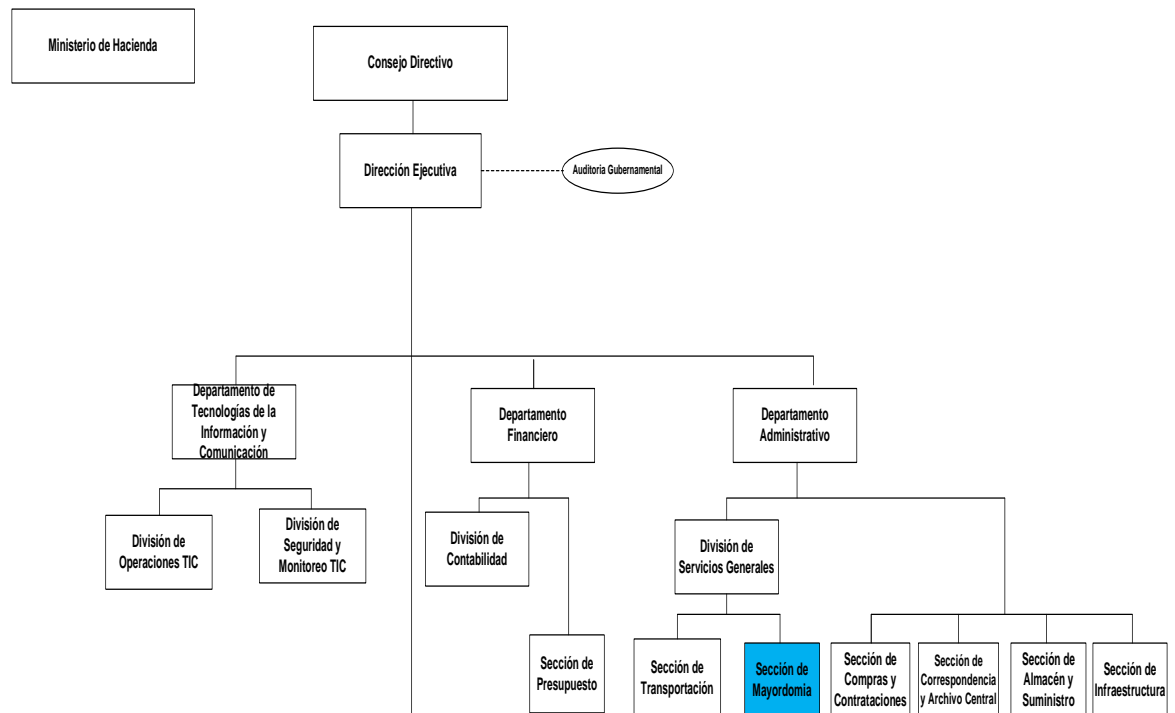 Ministerio de Hacienda
Consejo Directivo
Dirección Ejecutiva
Auditoria Gubernamental
Departamento de
Tecnologías de la
Información y
Comunicación
Departamento
Financiero
Departamento
Administrativo
División de
Operaciones TIC
División de
Seguridad y
Monitoreo TIC
División de
Contabilidad
División de
Servicios Generales
Sección de
Presupuesto
Sección de
Transportación
Sección de
Mayordomia
Sección de
Compras y
Contrataciones
Sección de
Correspondencia
y Archivo Central
Sección de
Almacén y
Suministro
Sección de
Infraestructura